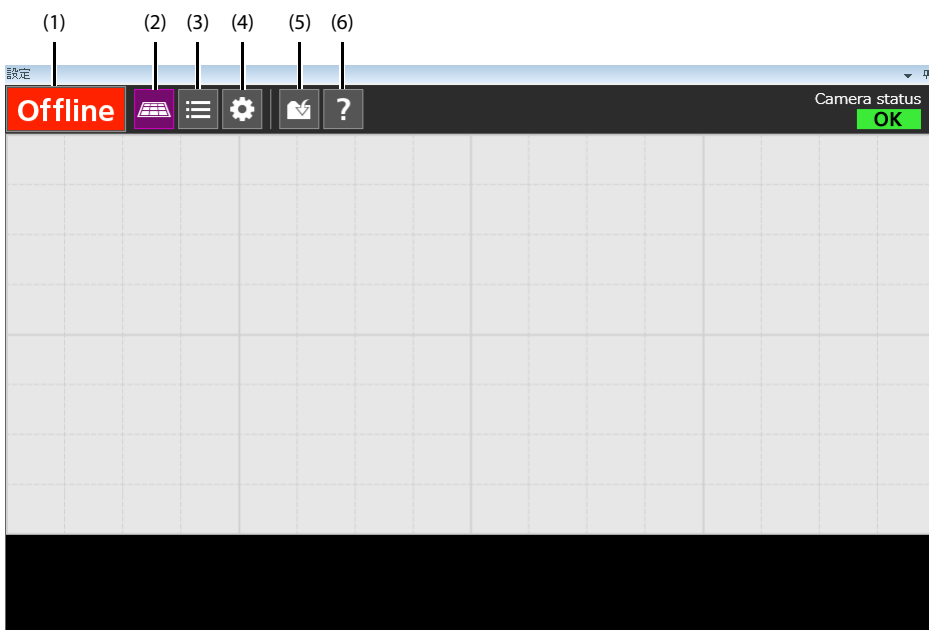 (1) (2) (3) (4) (5) (6)
設定
Offline
?
Camera status
OK